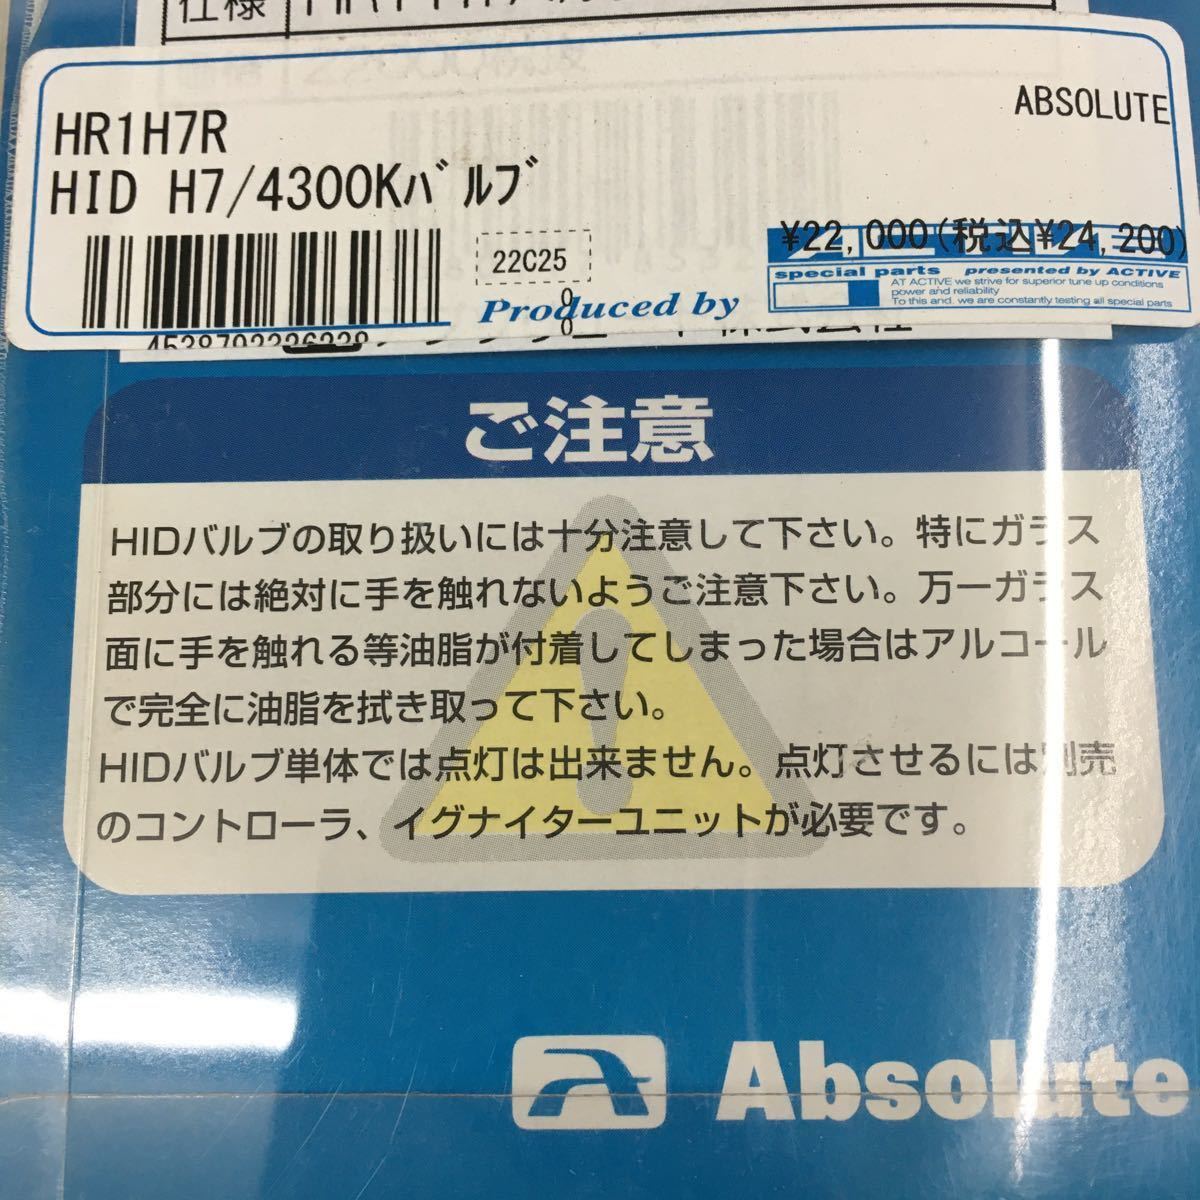 仕様
HR1H7R
ABSOLUTE
HID H7/4300Kバルブ
22C25
¥22,000(税込¥24,200)
special parts presented by ACTIVE
AT ACTIVE we strive for superior tune up conditions
power and reliability
To this and, we are constantly testing all special parts
Produced by
ご注意
HIDバルブの取り扱いには十分注意して下さい。特にガラス
部分には絶対に手を触れないようご注意下さい。万一ガラス
面に手を触れる等油脂が付着してしまった場合はアルコール
で完全に油脂を拭き取って下さい。
HIDバルブ単体では点灯は出来ません。点灯させるには別売
のコントローラ、イグナイターユニットが必要です。
Absolute